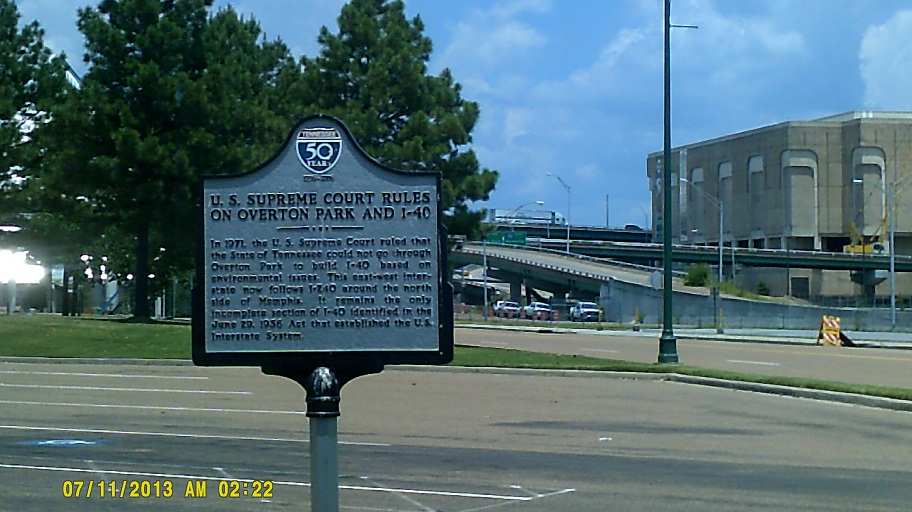 TENNESSEE
50
YEARS
U. S. SUPREME COURT RULES
ON OVERTON PARK AND I-40
In 1971, the U. S. Supreme Court ruled that
the State of Tennessee could not go through
Overton Park to build I-40 based on
environmental issues. This east-west inter-
state now follows I-240 around the north
side of Memphis. It remains the only
incomplete section of I-40 identified in the
June 29, 1956 Act that established the U.S.
Interstate System.
07/11/2013 AM 02:22